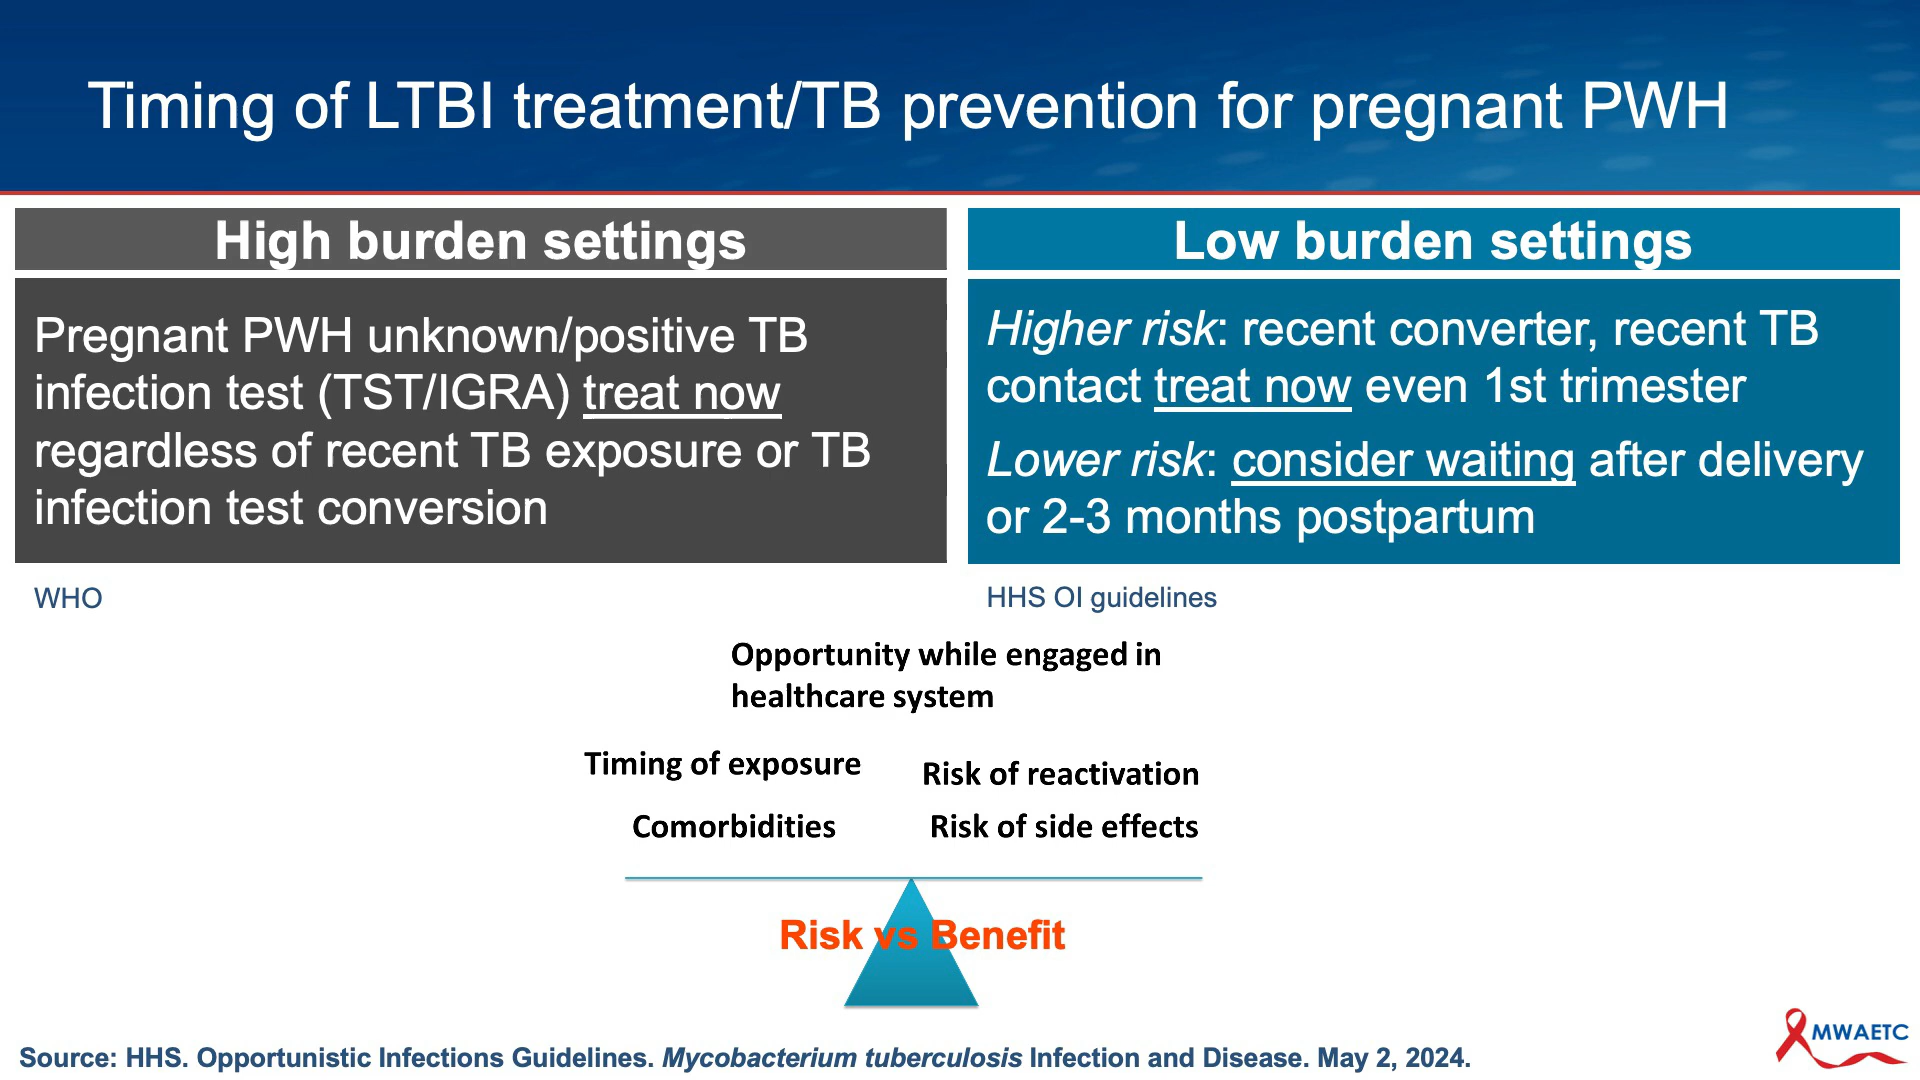 Timing of LTBI treatment/TB prevention for pregnant PWH
High burden settings
Pregnant PWH unknown/positive TB
infection test (TST/IGRA) treat now
regardless of recent TB exposure or TB
infection test conversion
WHO
Low burden settings
Higher risk: recent converter, recent TB
contact treat now even 1st trimester
Lower risk: consider waiting after delivery
or 2-3 months postpartum
HHS OI guidelines
Opportunity while engaged in
healthcare system
Timing of exposure
Risk of reactivation
Comorbidities
Risk of side effects
Risk vs Benefit
Source: HHS. Opportunistic Infections Guidelines. Mycobacterium tuberculosis Infection and Disease. May 2, 2024.
MWAETC